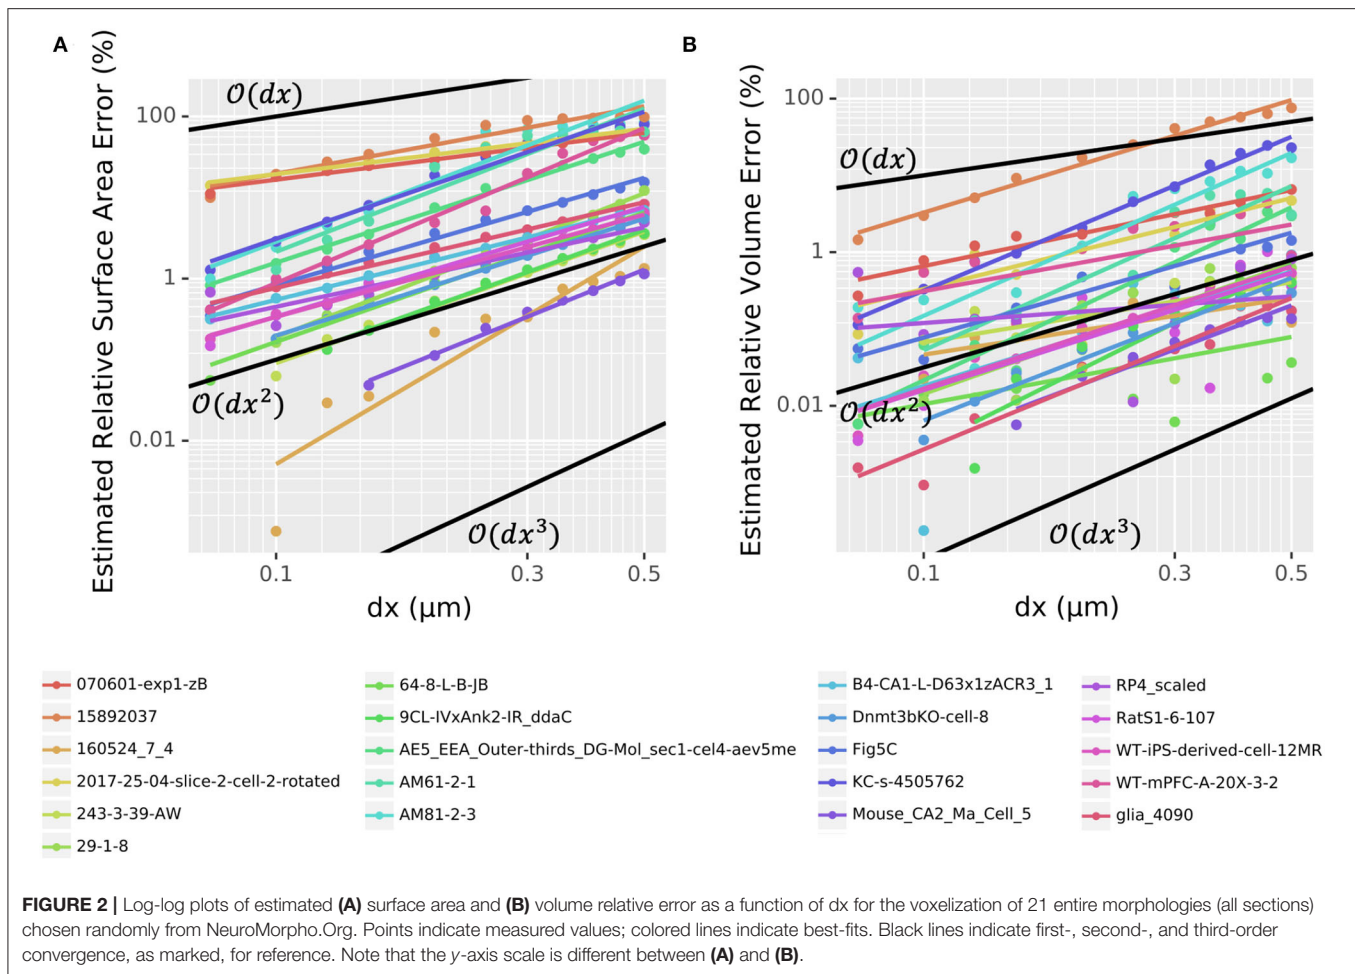 A
Estimated Relative Surface Area Error (%)
100
1
0.01
𝒪(dx)
𝒪(dx²)
𝒪(dx³)
0.1
0.3
0.5
dx (μm)
B
Estimated Relative Volume Error (%)
100
1
0.01
𝒪(dx)
𝒪(dx²)
𝒪(dx³)
0.1
0.3
0.5
dx (μm)
070601-exp1-zB
15892037
160524_7_4
2017-25-04-slice-2-cell-2-rotated
243-3-39-AW
29-1-8
64-8-L-B-JB
9CL-IVxAnk2-IR_ddaC
AE5_EEA_Outer-thirds_DG-Mol_sec1-cel4-aev5me
AM61-2-1
AM81-2-3
B4-CA1-L-D63x1zACR3_1
Dnmt3bKO-cell-8
Fig5C
KC-s-4505762
Mouse_CA2_Ma_Cell_5
RP4_scaled
RatS1-6-107
WT-iPS-derived-cell-12MR
WT-mPFC-A-20X-3-2
glia_4090
FIGURE 2 | Log-log plots of estimated (A) surface area and (B) volume relative error as a function of dx for the voxelization of 21 entire morphologies (all sections)
chosen randomly from NeuroMorpho.Org. Points indicate measured values; colored lines indicate best-fits. Black lines indicate first-, second-, and third-order
convergence, as marked, for reference. Note that the y-axis scale is different between (A) and (B).